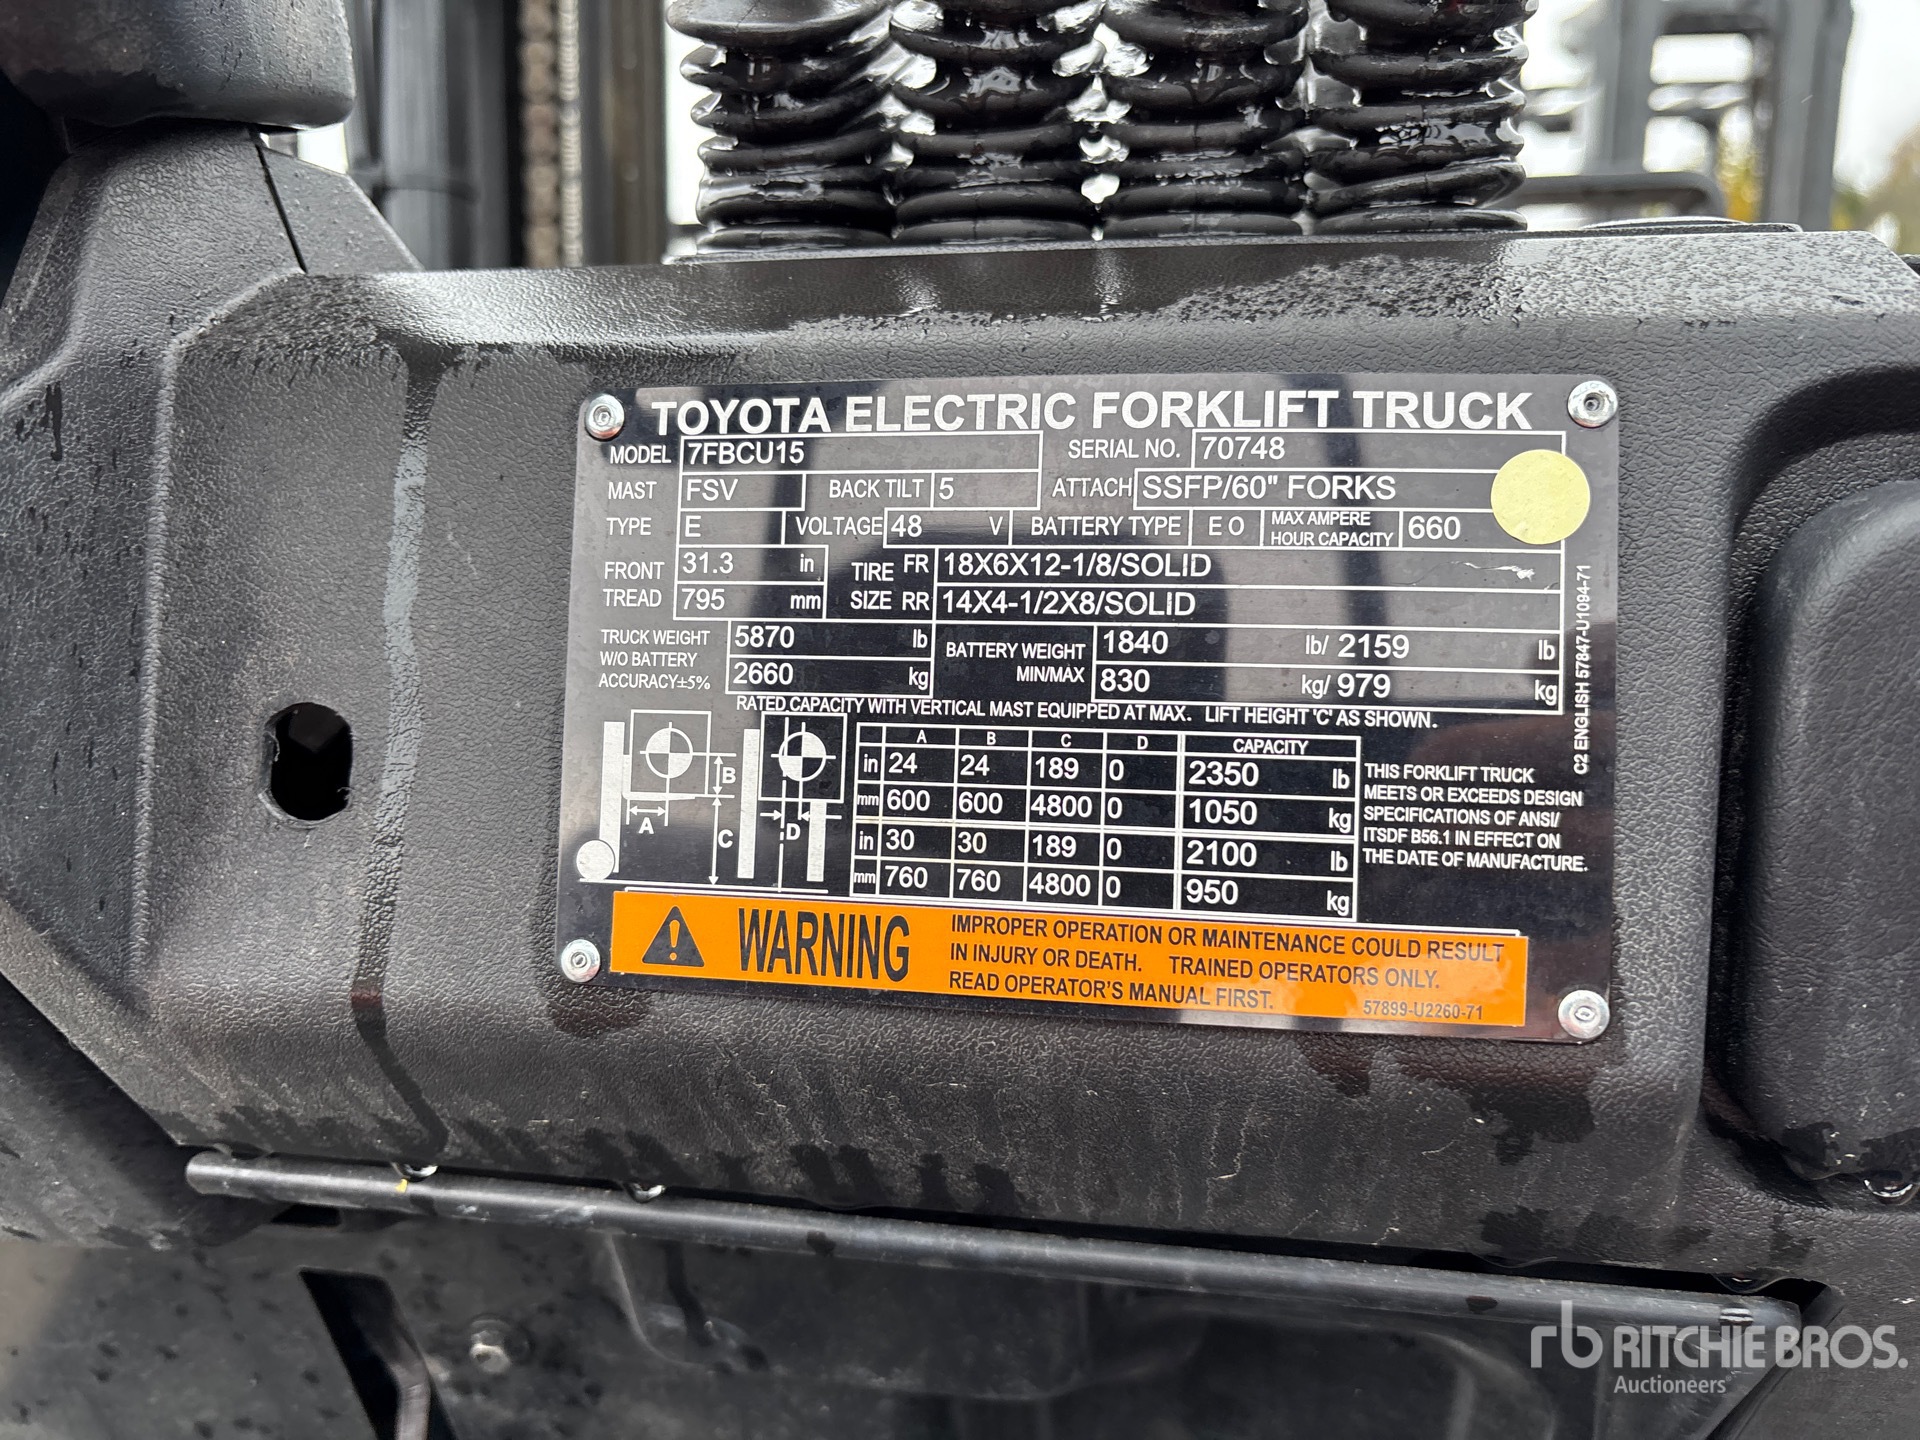 TOYOTA ELECTRIC FORKLIFT TRUCK
MODEL 7FBCU15 SERIAL NO. 70748
MAST FSV BACK TILT 5 ATTACH SSFP/60" FORKS
TYPE E VOLTAGE 48 V BATTERY TYPE E O MAX AMPERE HOUR CAPACITY 660
FRONT TREAD 31.3 in TIRE SIZE FR 18X6X12-1/8/SOLID
795 mm RR 14X4-1/2X8/SOLID
TRUCK WEIGHT W/O BATTERY ACCURACY±5% 5870 lb BATTERY WEIGHT MIN/MAX 1840 lb/ 2159 lb
2660 kg 830 kg/ 979 kg
RATED CAPACITY WITH VERTICAL MAST EQUIPPED AT MAX. LIFT HEIGHT 'C' AS SHOWN.
A B C D CAPACITY
in 24 24 189 0 2350 lb
mm 600 600 4800 0 1050 kg
in 30 30 189 0 2100 lb
mm 760 760 4800 0 950 kg
B
A
C
D
THIS FORKLIFT TRUCK
MEETS OR EXCEEDS DESIGN
SPECIFICATIONS OF ANSI/
ITSDF B56.1 IN EFFECT ON
THE DATE OF MANUFACTURE.
C2 ENGLISH 57847-U1094-71
WARNING
IMPROPER OPERATION OR MAINTENANCE COULD RESULT
IN INJURY OR DEATH. TRAINED OPERATORS ONLY.
READ OPERATOR'S MANUAL FIRST. 57899-U2260-71
rb RITCHIE BROS.
Auctioneers